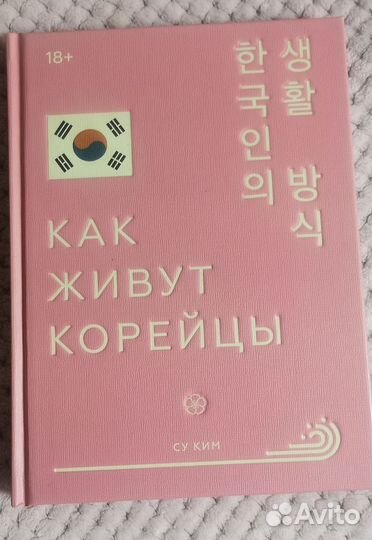 18+
한국인의
생활 방식
КАК
ЖИВУТ
КОРЕЙЦЫ
СУ КИМ
Avito